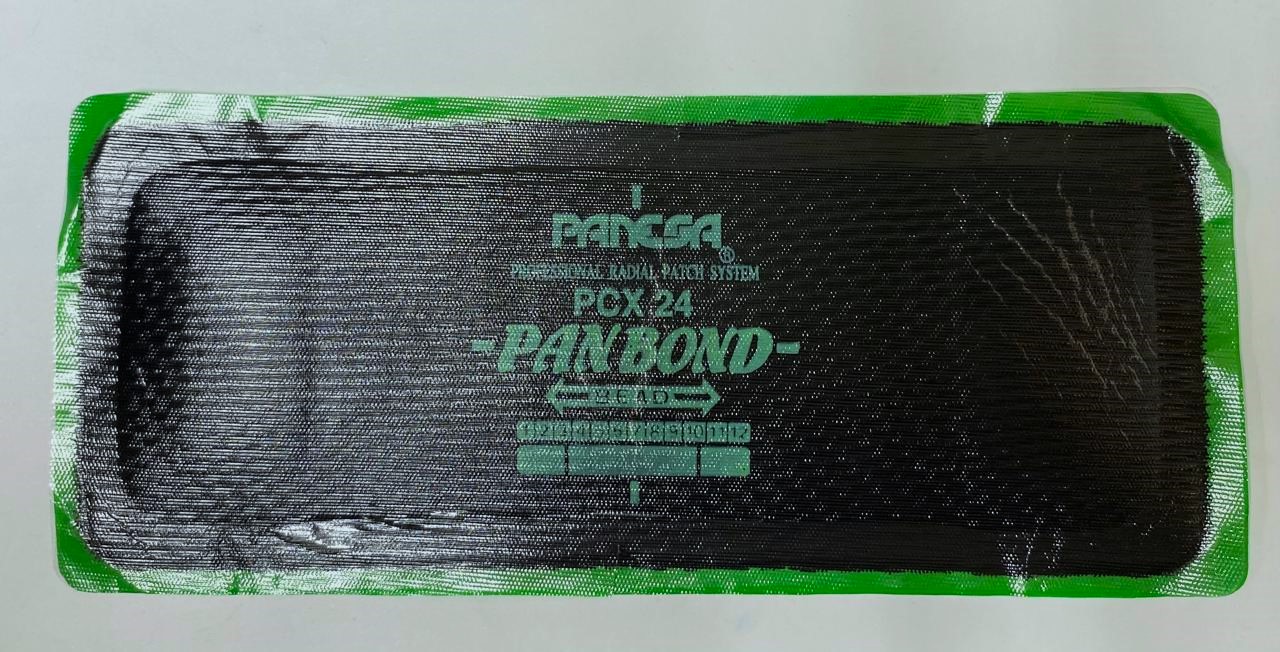 PANCSA®
PROFESSIONAL RADIAL PATCH SYSTEM
PCX 24
-PAN BOND-
BEAD
1 2 3 4 5 6 7 8 9 10 11 12